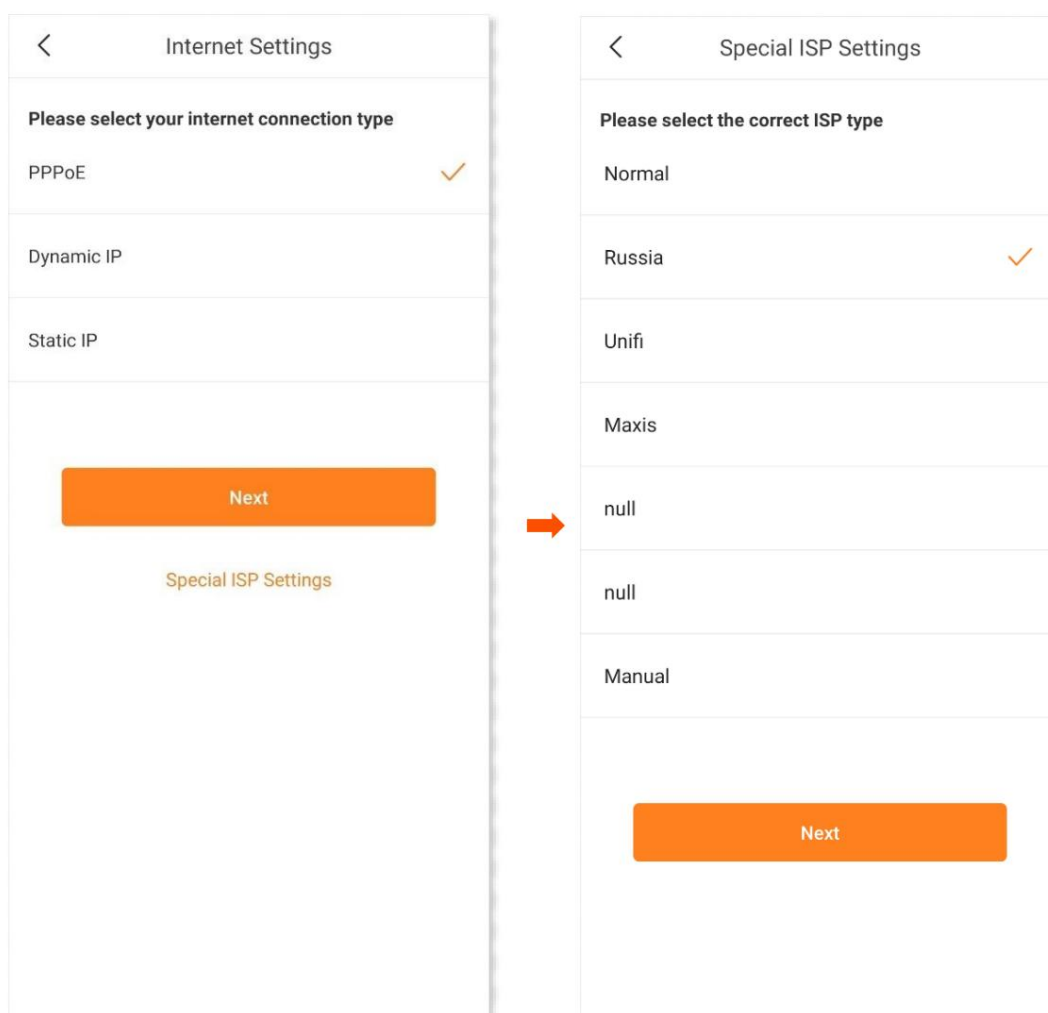 Internet Settings
Please select your internet connection type
PPPoE
Dynamic IP
Static IP
Next
Special ISP Settings
Special ISP Settings
Please select the correct ISP type
Normal
Russia
Unifi
Maxis
null
null
Manual
Next